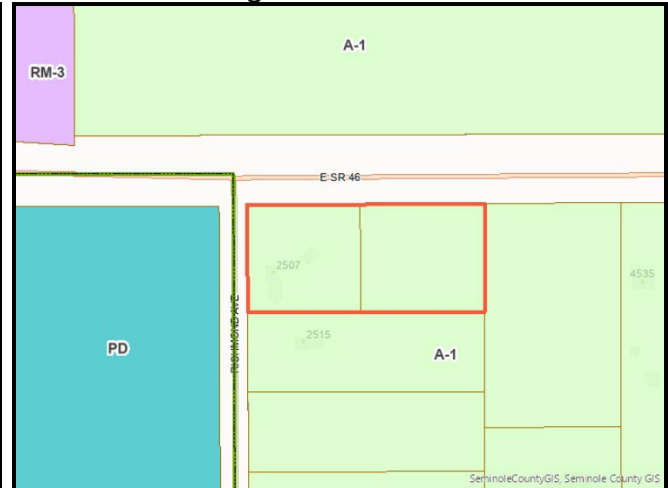 A-1
RM-3
E SR 46
2507
4535
RICHMOND AVE
2515
PD
A-1
SeminoleCountyGIS, Seminole County GIS